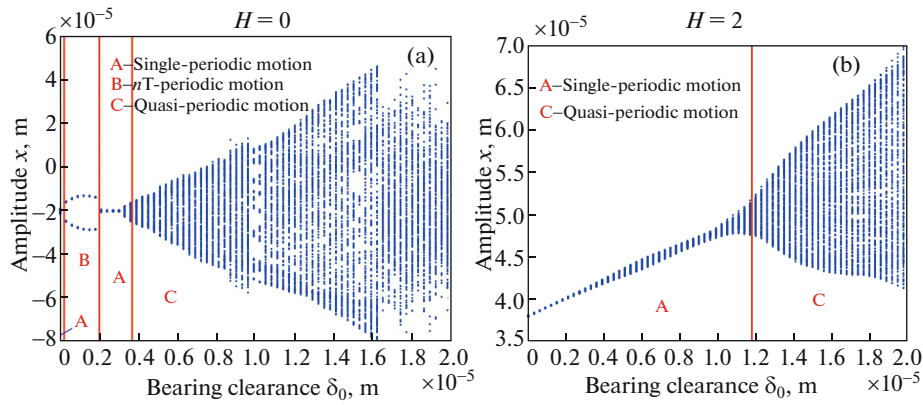 H = 0
×10⁻⁵
(a)
A–Single-periodic motion
B–nT-periodic motion
C–Quasi-periodic motion
Amplitude x, m
6
4
2
0
−2
−4
−6
−8
B
A
C
A
0 0.2 0.4 0.6 0.8 1.0 1.2 1.4 1.6 1.8 2.0
×10⁻⁵
Bearing clearance δ₀, m
H = 2
×10⁻⁵
(b)
A–Single-periodic motion
C–Quasi-periodic motion
Amplitude x, m
7.0
6.5
6.0
5.5
5.0
4.5
4.0
3.5
A
C
0 0.2 0.4 0.6 0.8 1.0 1.2 1.4 1.6 1.8 2.0
×10⁻⁵
Bearing clearance δ₀, m